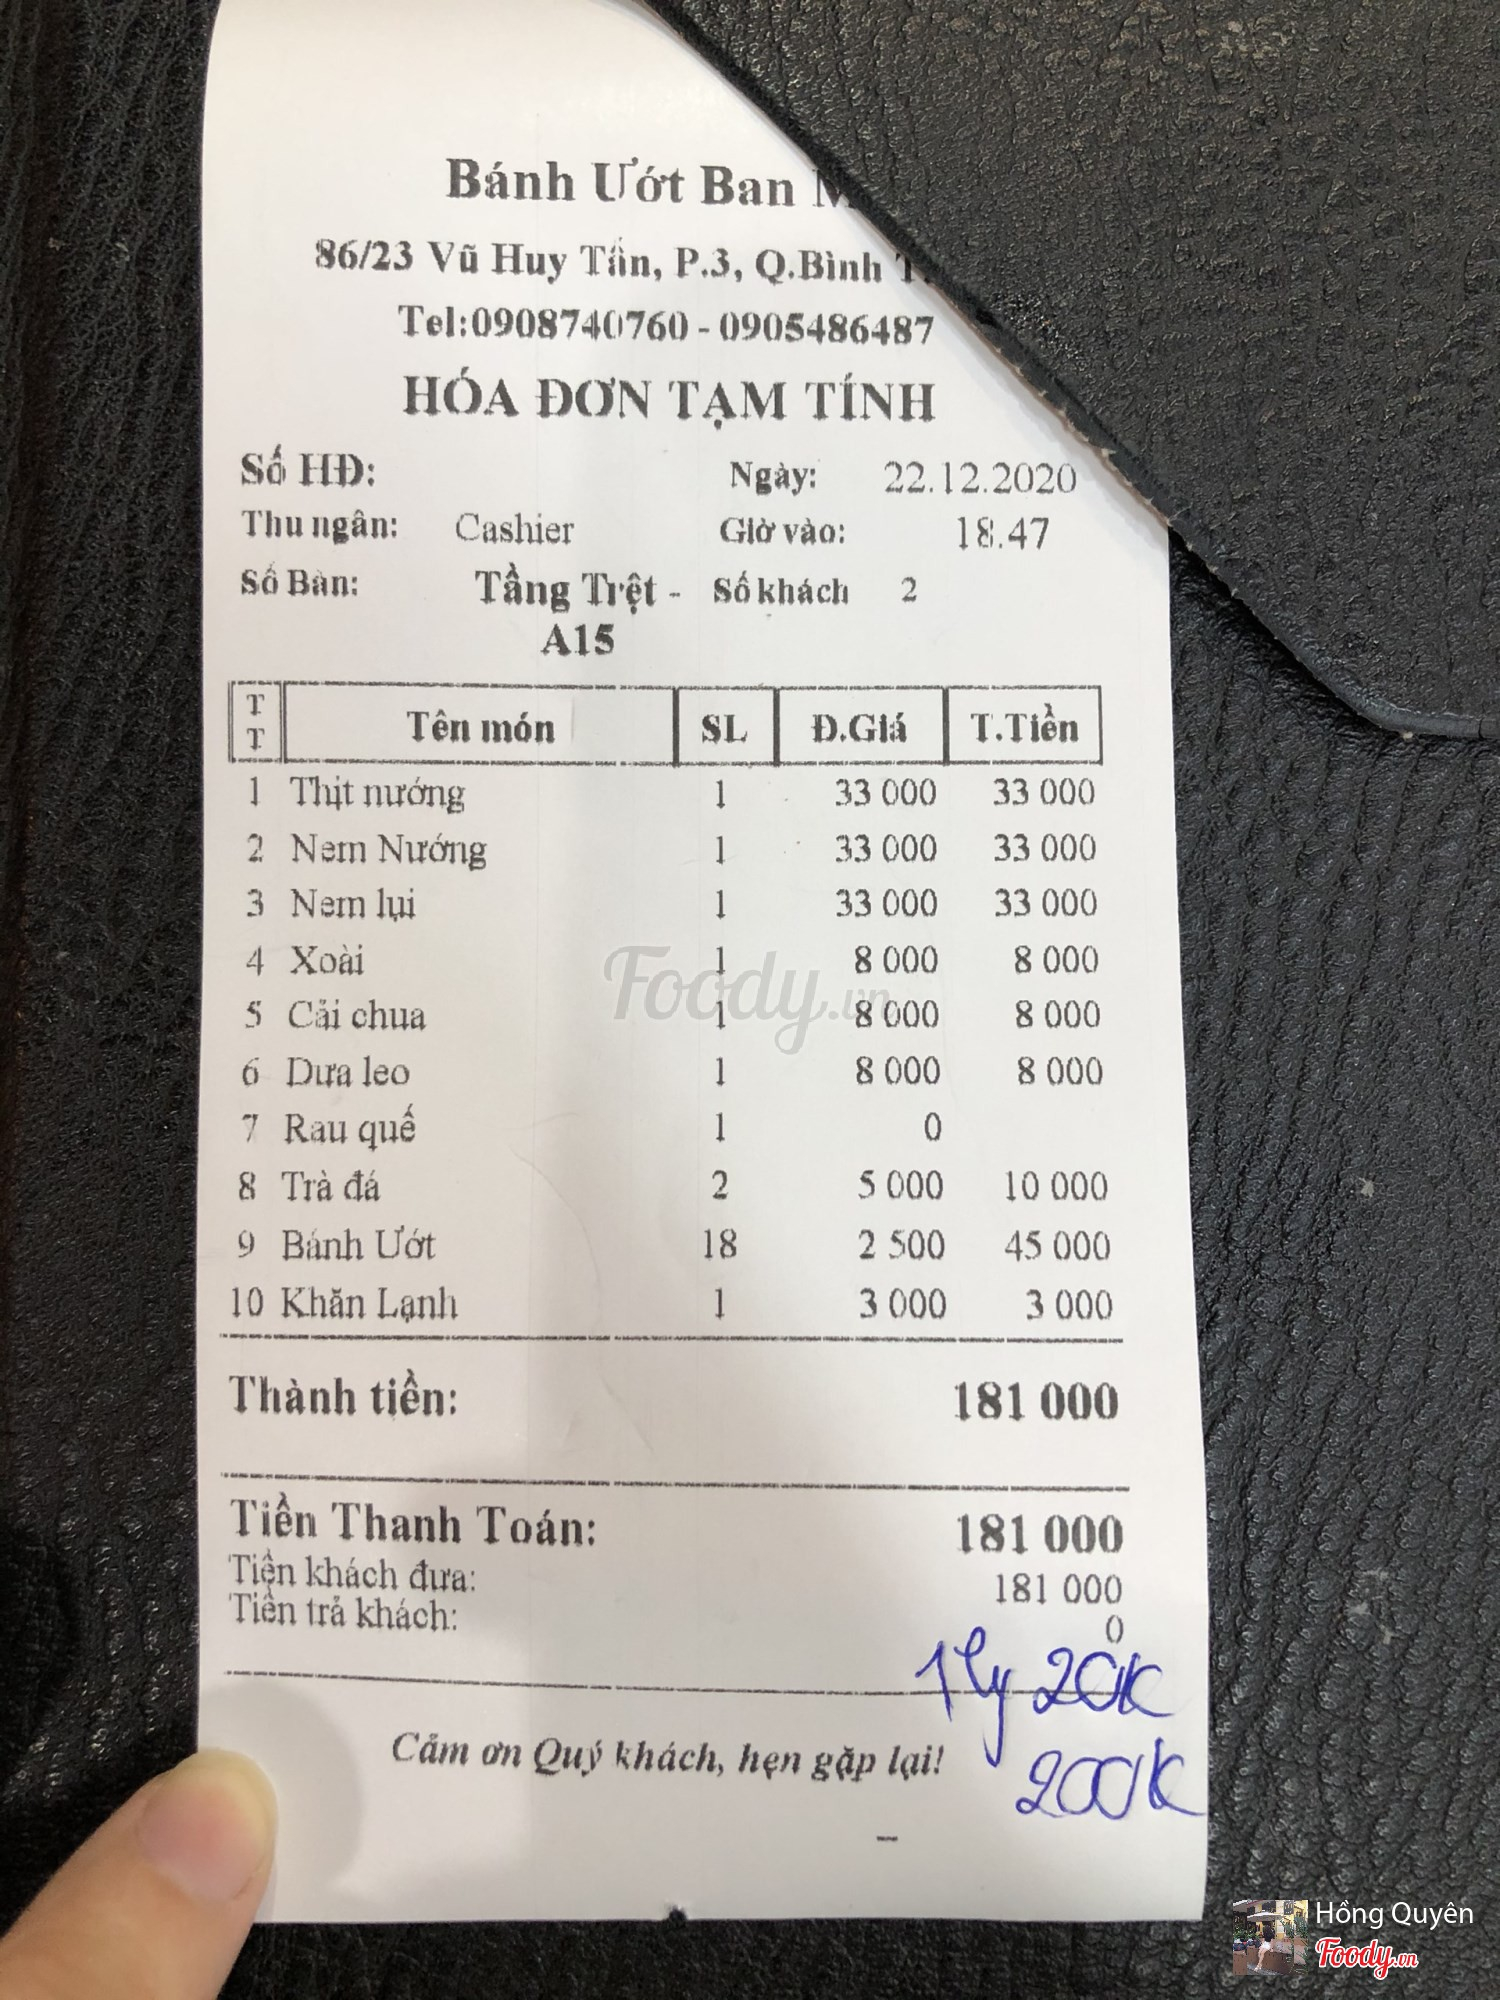 Bánh Ướt Ban
86/23 Vũ Huy Tấn, P.3, Q.Bình
Tel:0908740760 - 0905486487
HÓA ĐƠN TẠM TÍNH
Số HĐ: Ngày: 22.12.2020
Thu ngân: Cashier Giờ vào: 18.47
Số Bàn: Tầng Trệt - Số khách 2
A15
TT Tên món SL Đ.Giá T.Tiền
1 Thịt nướng 1 33 000 33 000
2 Nem Nướng 1 33 000 33 000
3 Nem lụi 1 33 000 33 000
4 Xoài 1 8 000 8 000
5 Cải chua 1 8 000 8 000
6 Dưa leo 1 8 000 8 000
7 Rau quế 1 0
8 Trà đá 2 5 000 10 000
9 Bánh Ướt 18 2 500 45 000
10 Khăn Lạnh 1 3 000 3 000
Foody.vn
Thành tiền: 181 000
Tiền Thanh Toán: 181 000
Tiền khách đưa: 181 000
Tiền trả khách: 0
1 ly 20K
Cảm ơn Quý khách, hẹn gặp lại!
200K
Hồng Quyên
Foody.vn